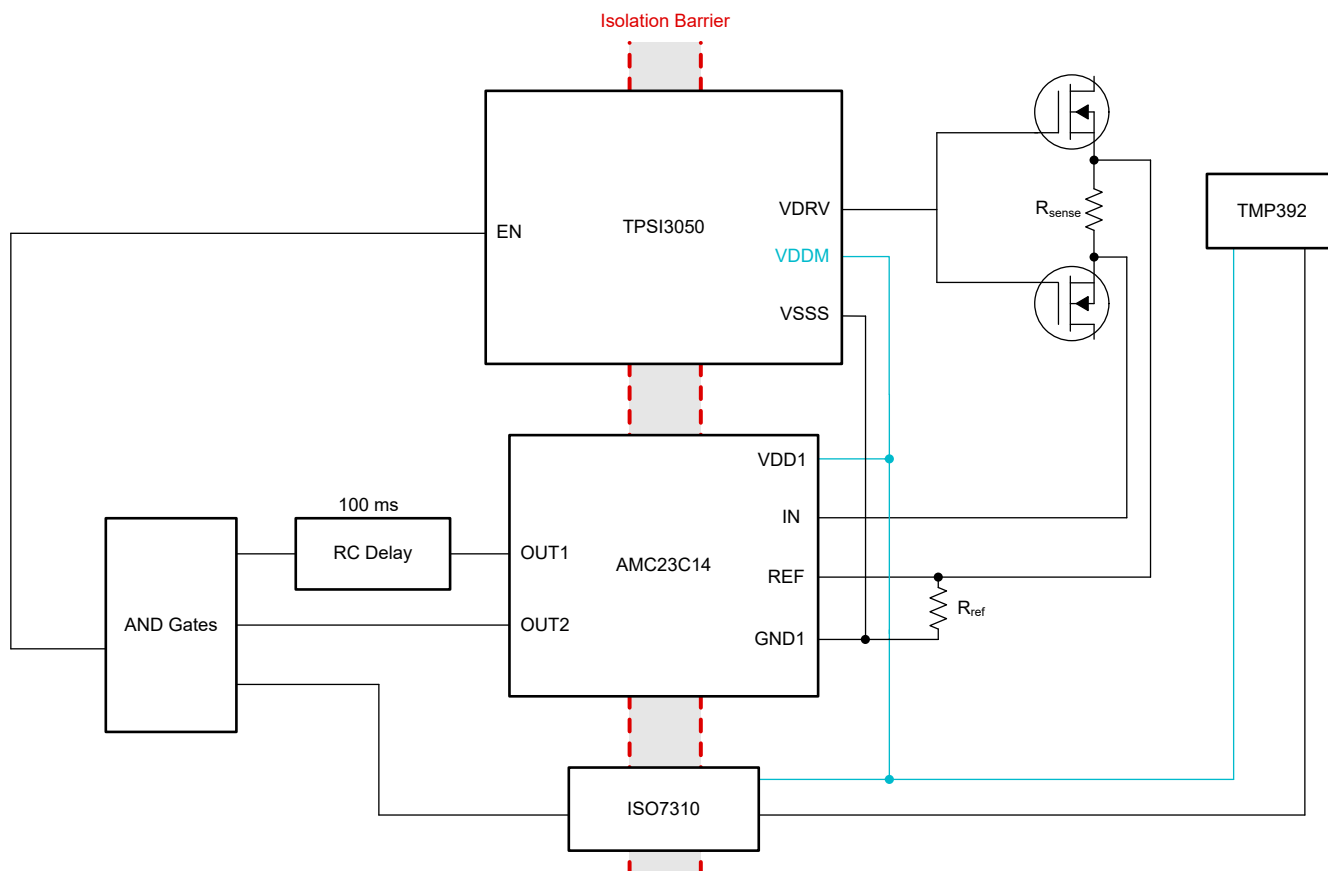 Isolation Barrier
EN
TPSI3050
VDRV
VDDM
VSSS
Rsense
TMP392
100 ms
RC Delay
AND Gates
OUT1
OUT2
AMC23C14
VDD1
IN
REF
GND1
Rref
ISO7310